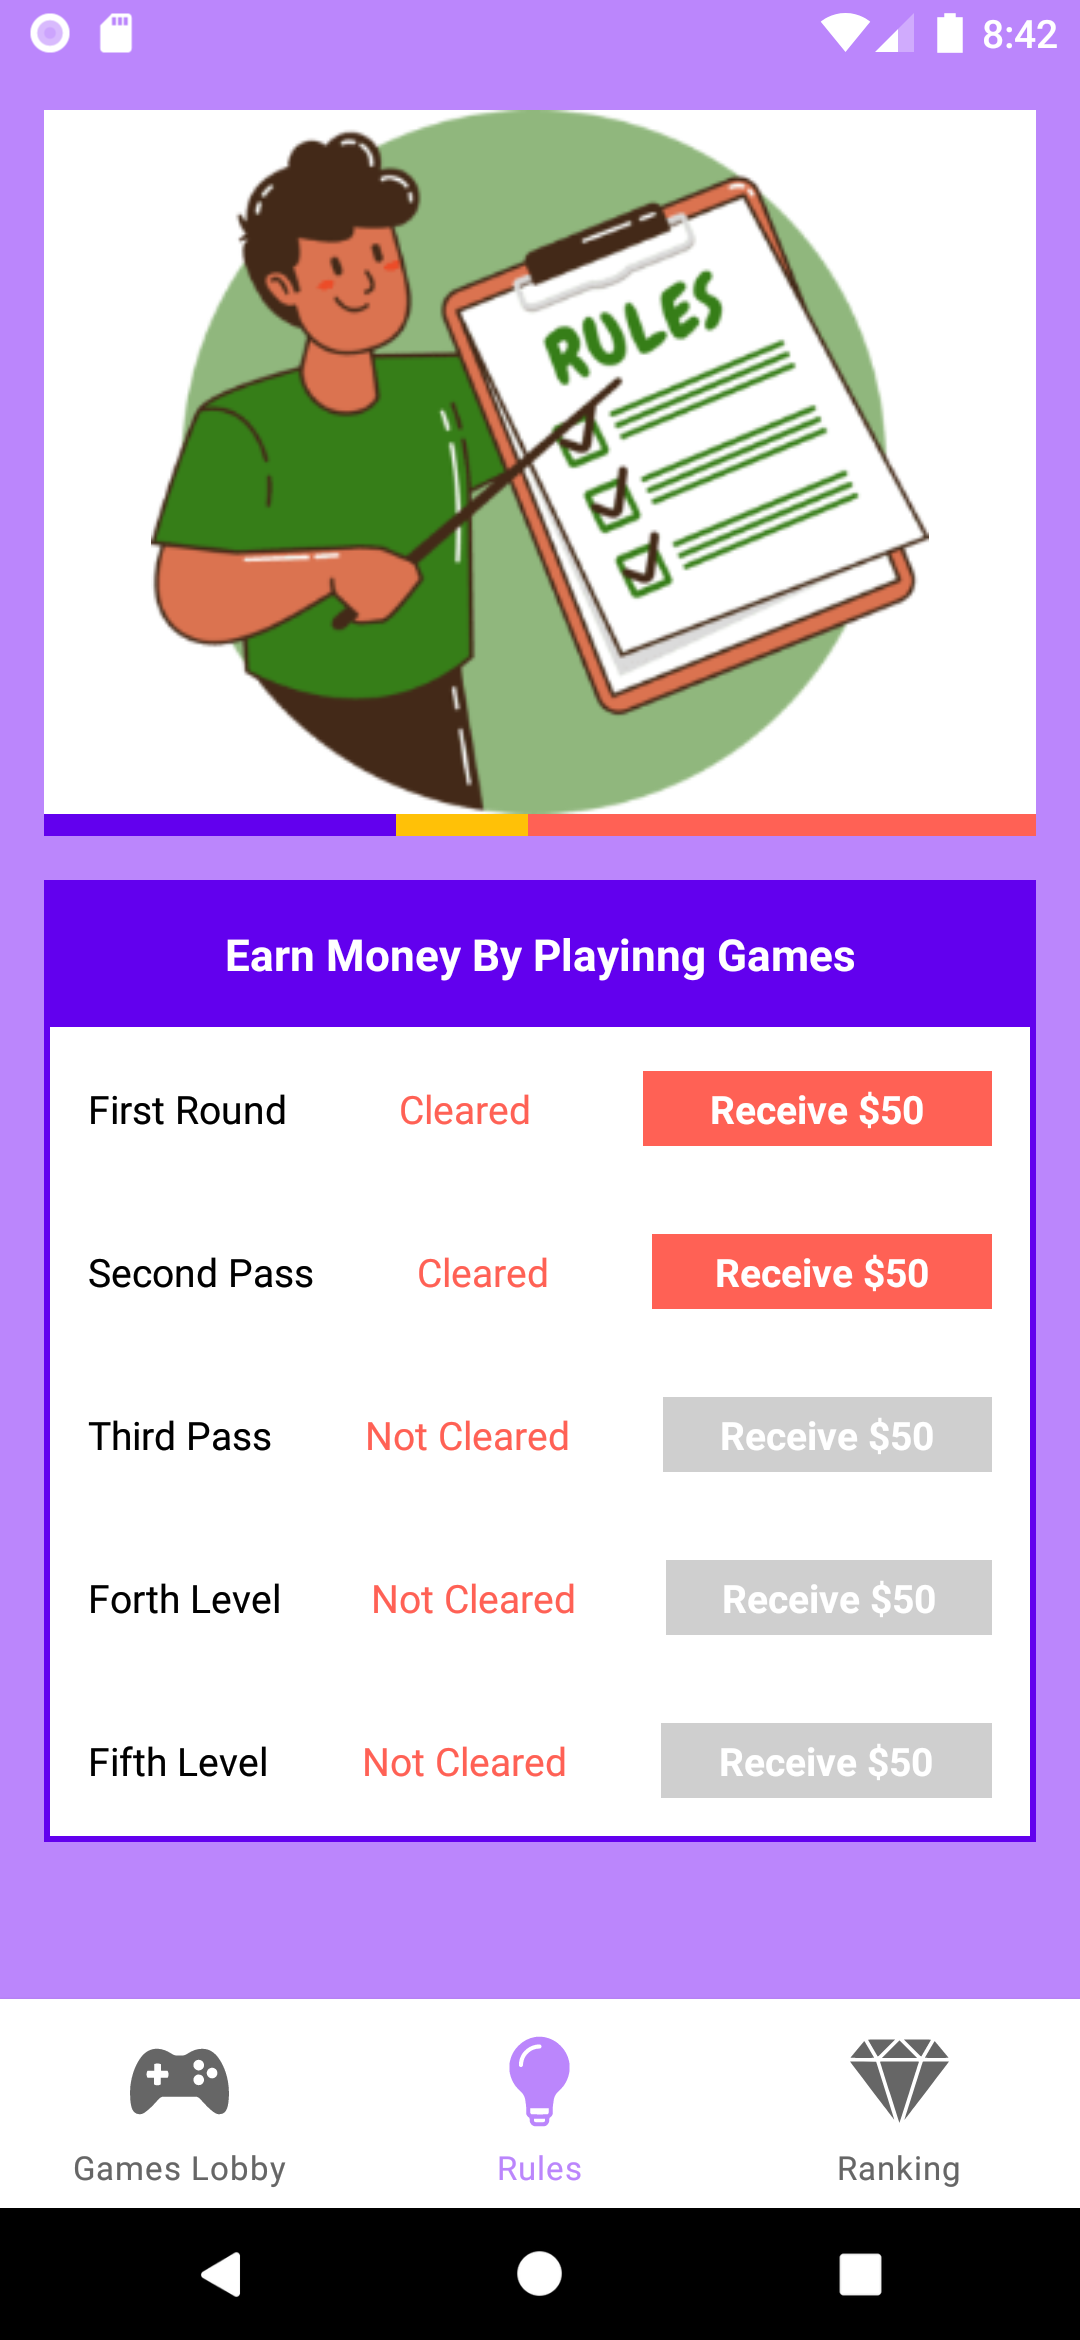 8:42
RULES
Earn Money By Playinng Games
First Round Cleared Receive $50
Second Pass Cleared Receive $50
Third Pass Not Cleared Receive $50
Forth Level Not Cleared Receive $50
Fifth Level Not Cleared Receive $50
Games Lobby Rules Ranking